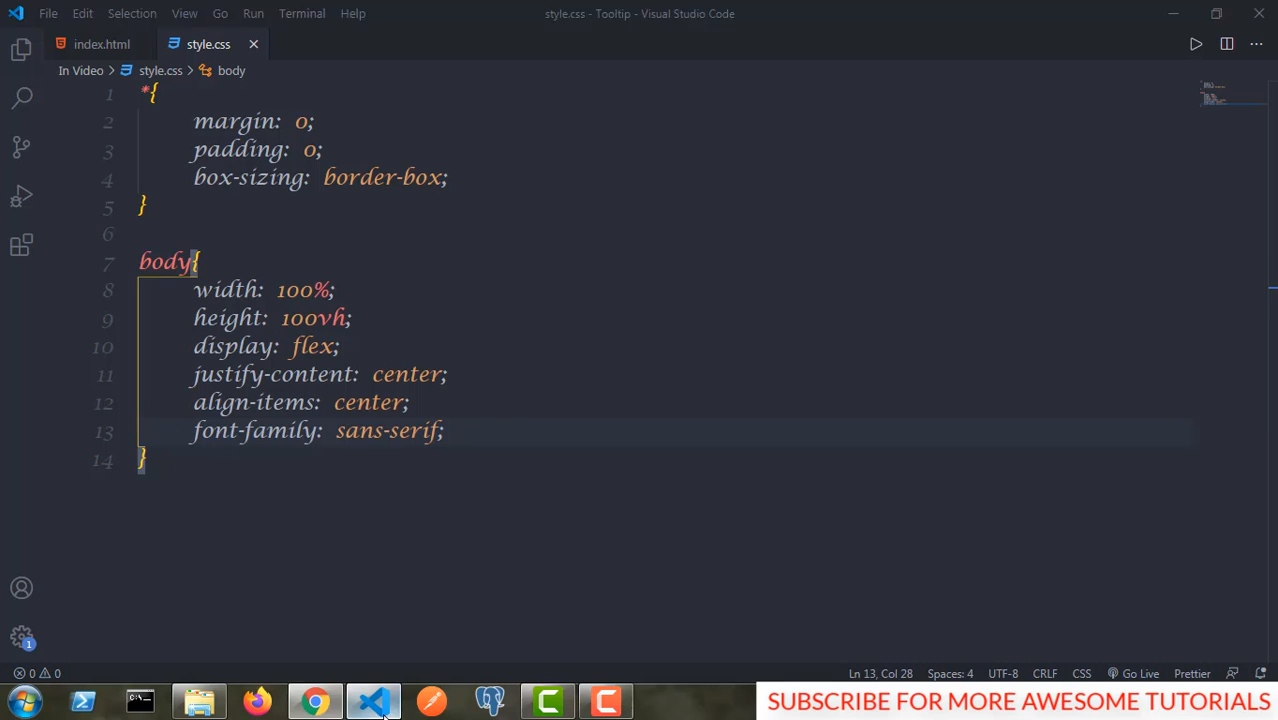 File Edit Selection View Go Run Terminal Help
style.css - Tooltip - Visual Studio Code
index.html
style.css
In Video > style.css > body
1 *{
2 margin: 0;
3 padding: 0;
4 box-sizing: border-box;
5 }
6
7 body{
8 width: 100%;
9 height: 100vh;
10 display: flex;
11 justify-content: center;
12 align-items: center;
13 font-family: sans-serif;
14 }
1
0 0
Ln 13, Col 28 Spaces: 4 UTF-8 CRLF CSS Go Live Prettier
SUBSCRIBE FOR MORE AWESOME TUTORIALS